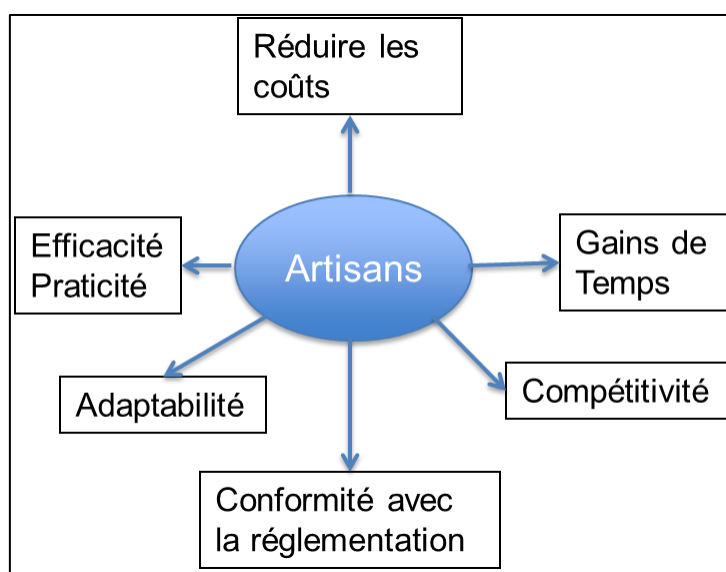 Réduire les
coûts
Efficacité
Praticité
Artisans
Gains de
Temps
Adaptabilité
Compétitivité
Conformité avec
la réglementation